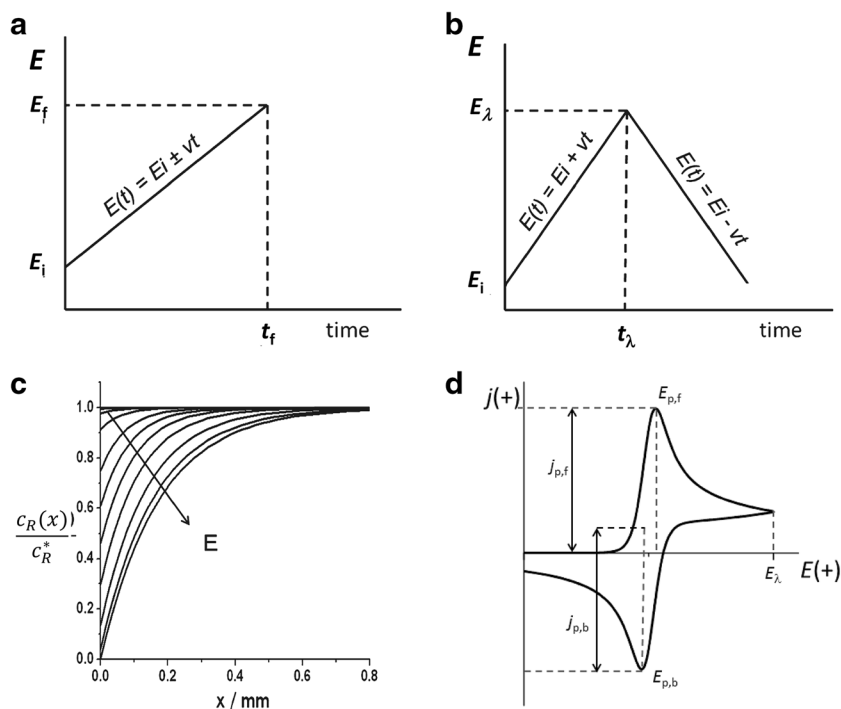 a
E
E_f
E(t) = Ei ± vt
E_i
t_f
time
b
E
E_λ
E(t) = Ei + vt
E(t) = Ei - vt
E_i
t_λ
time
c
1.0
0.8
0.6
0.4
0.2
0.0
c_R(x)
c_R^*
E
0.0
0.2
0.4
0.6
0.8
x / mm
d
j(+)
E_p,f
j_p,f
E_λ
E(+)
j_p,b
E_p,b